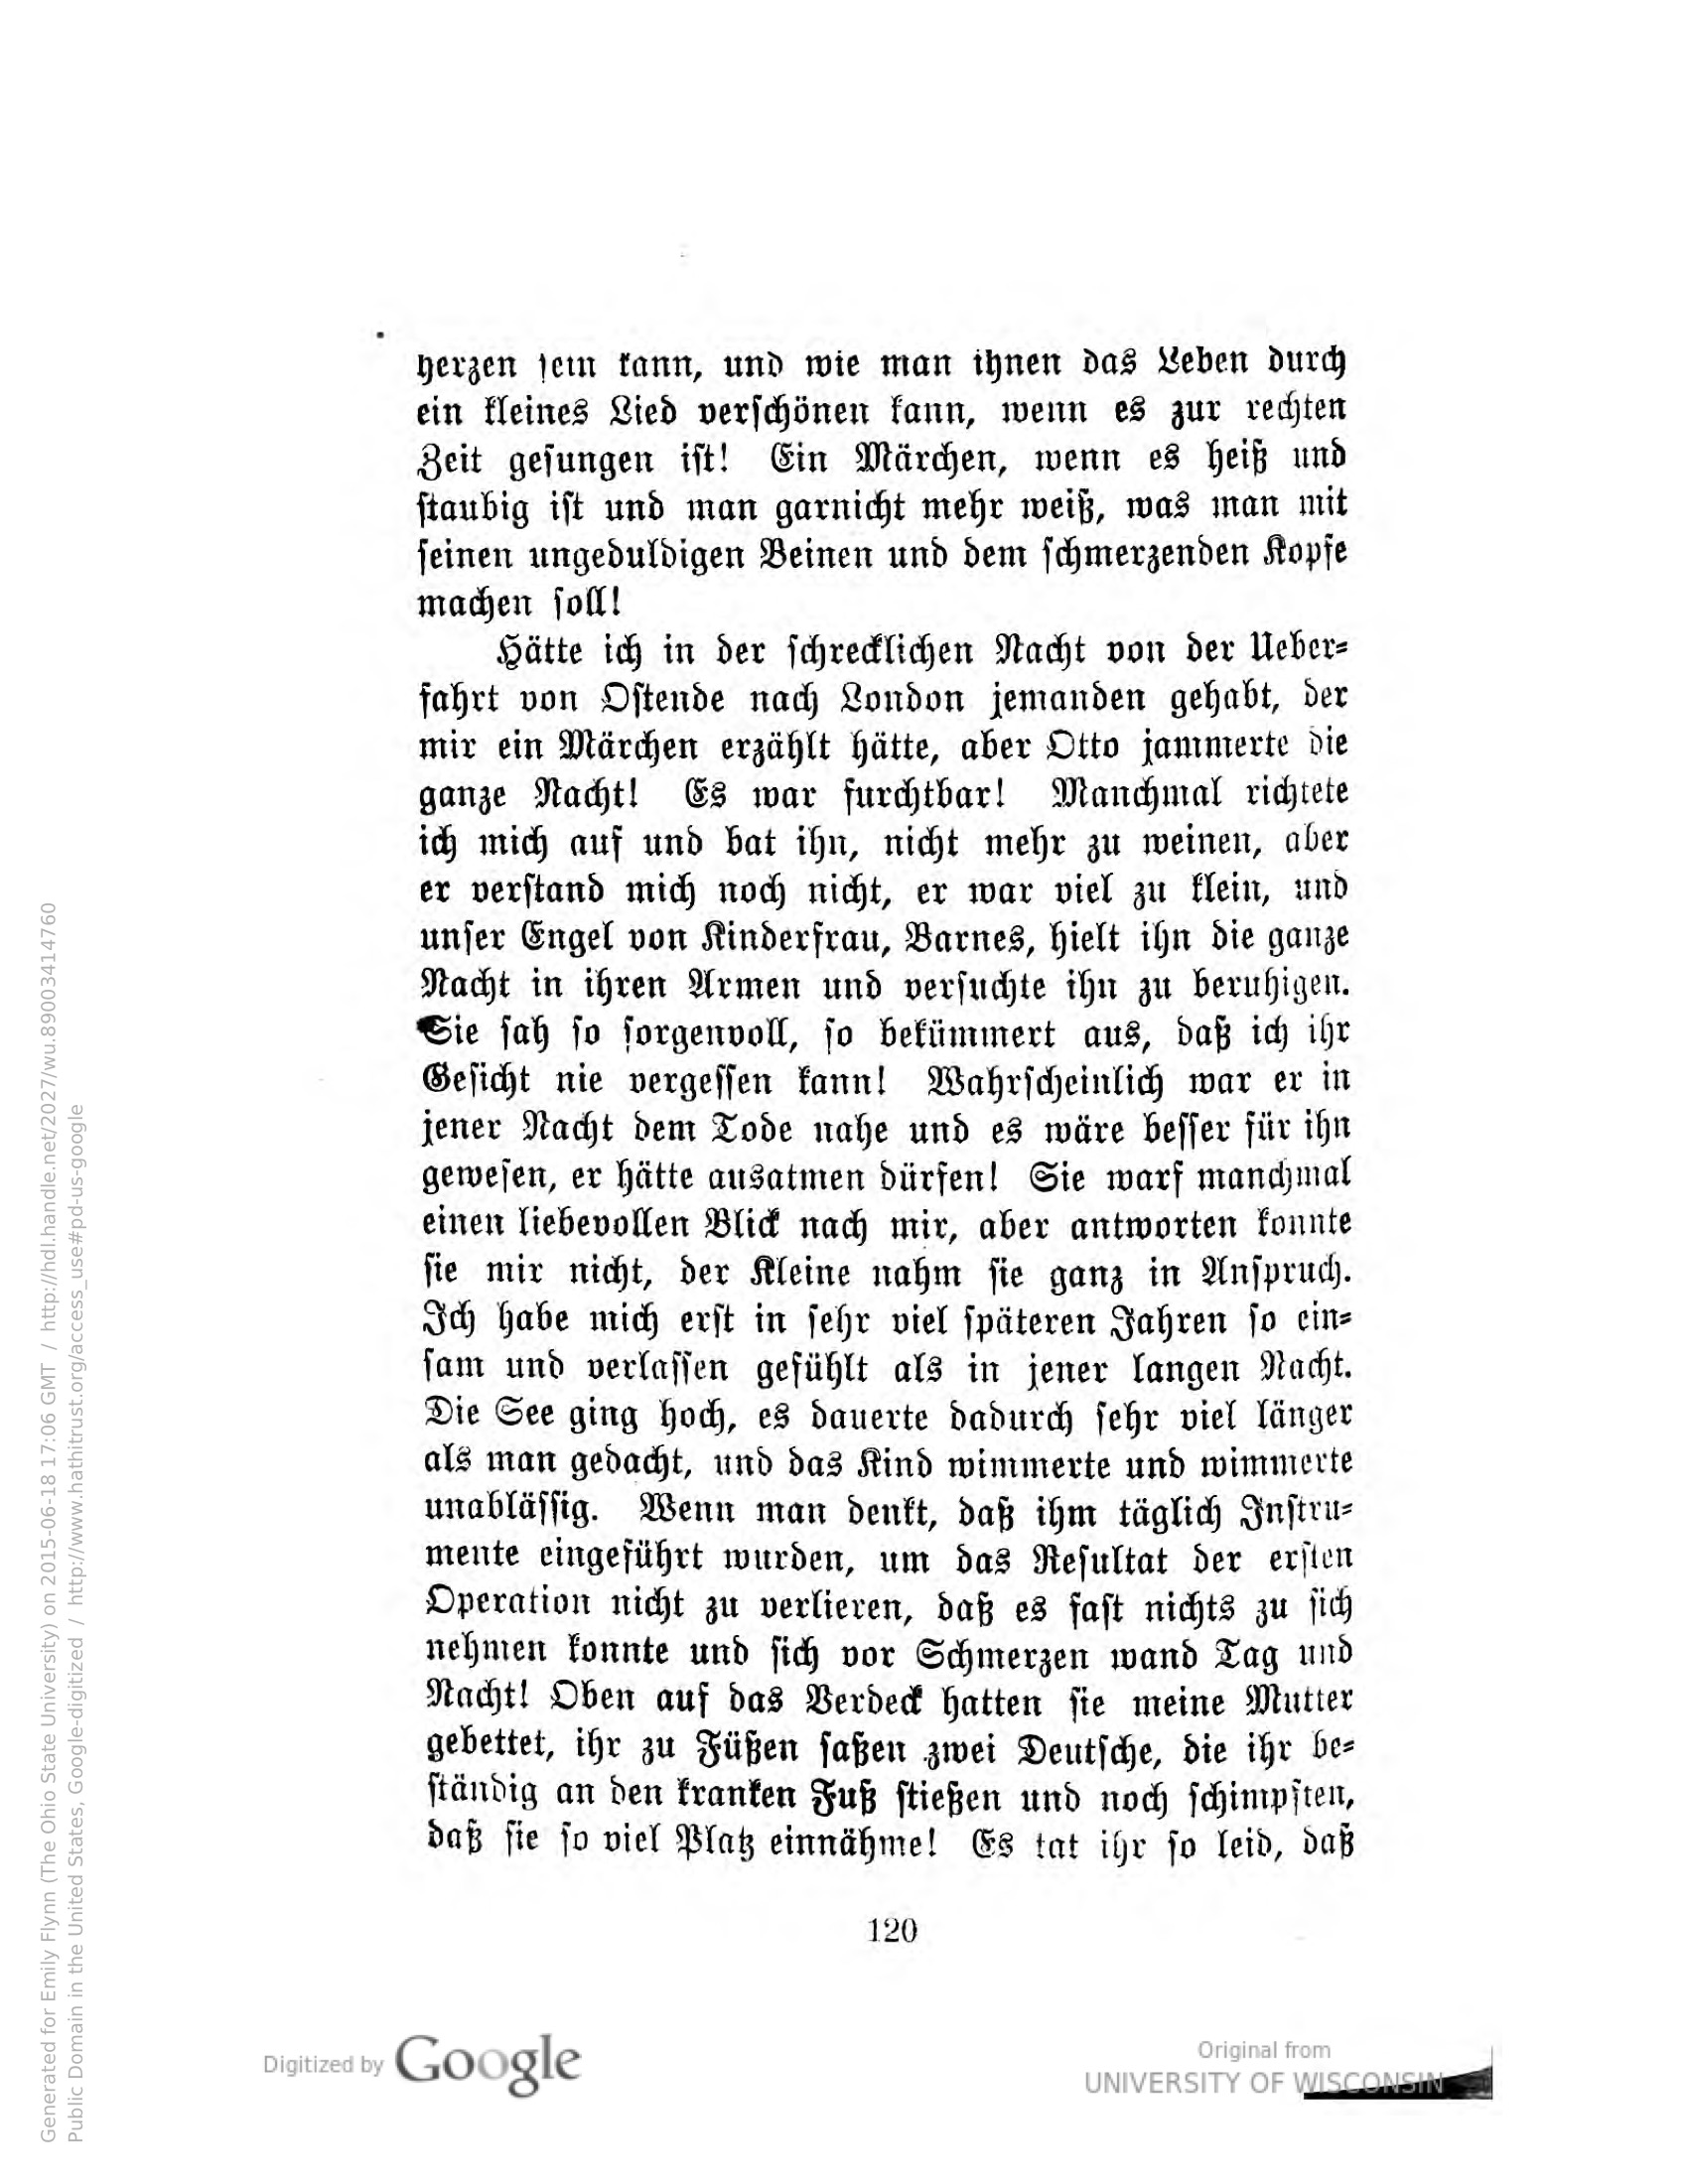 herzen sein kann, und wie man ihnen das Leben durch
ein kleines Lied verschönen kann, wenn es zur rechten
Zeit gesungen ist! Ein Märchen, wenn es heiß und
staubig ist und man garnicht mehr weiß, was man mit
seinen ungeduldigen Beinen und dem schmerzenden Kopfe
machen soll!
Hätte ich in der schrecklichen Nacht von der Ueber-
fahrt von Ostende nach London jemanden gehabt, der
mir ein Märchen erzählt hätte, aber Otto jammerte die
ganze Nacht! Es war furchtbar! Manchmal richtete
ich mich auf und bat ihn, nicht mehr zu weinen, aber
er verstand mich noch nicht, er war viel zu klein, und
unser Engel von Kinderfrau, Barnes, hielt ihn die ganze
Nacht in ihren Armen und versuchte ihn zu beruhigen.
Sie sah so sorgenvoll, so bekümmert aus, daß ich ihr
Gesicht nie vergessen kann! Wahrscheinlich war er in
jener Nacht dem Tode nahe und es wäre besser für ihn
gewesen, er hätte ausatmen dürfen! Sie warf manchmal
einen liebevollen Blick nach mir, aber antworten konnte
sie mir nicht, der Kleine nahm sie ganz in Anspruch.
Ich habe mich erst in sehr viel späteren Jahren so ein-
sam und verlassen gefühlt als in jener langen Nacht.
Die See ging hoch, es dauerte dadurch sehr viel länger
als man gedacht, und das Kind wimmerte und wimmerte
unablässig. Wenn man denkt, daß ihm täglich Instru-
mente eingeführt wurden, um das Resultat der ersten
Operation nicht zu verlieren, daß es fast nichts zu sich
nehmen konnte und sich vor Schmerzen wand Tag und
Nacht! Oben auf das Verdeck hatten sie meine Mutter
gebettet, ihr zu Füßen saßen zwei Deutsche, die ihr be-
ständig an den kranken Fuß stießen und noch schimpften,
daß sie so viel Platz einnähme! Es tat ihr so leid, daß
120
Digitized by Google
Original from
UNIVERSITY OF WISCONSIN
Generated for Emily Flynn (The Ohio State University) on 2015-06-18 17:06 GMT / http://hdl.handle.net/2027/wu.89003414760
Public Domain in the United States, Google-digitized / http://www.hathitrust.org/access_use#pd-us-google